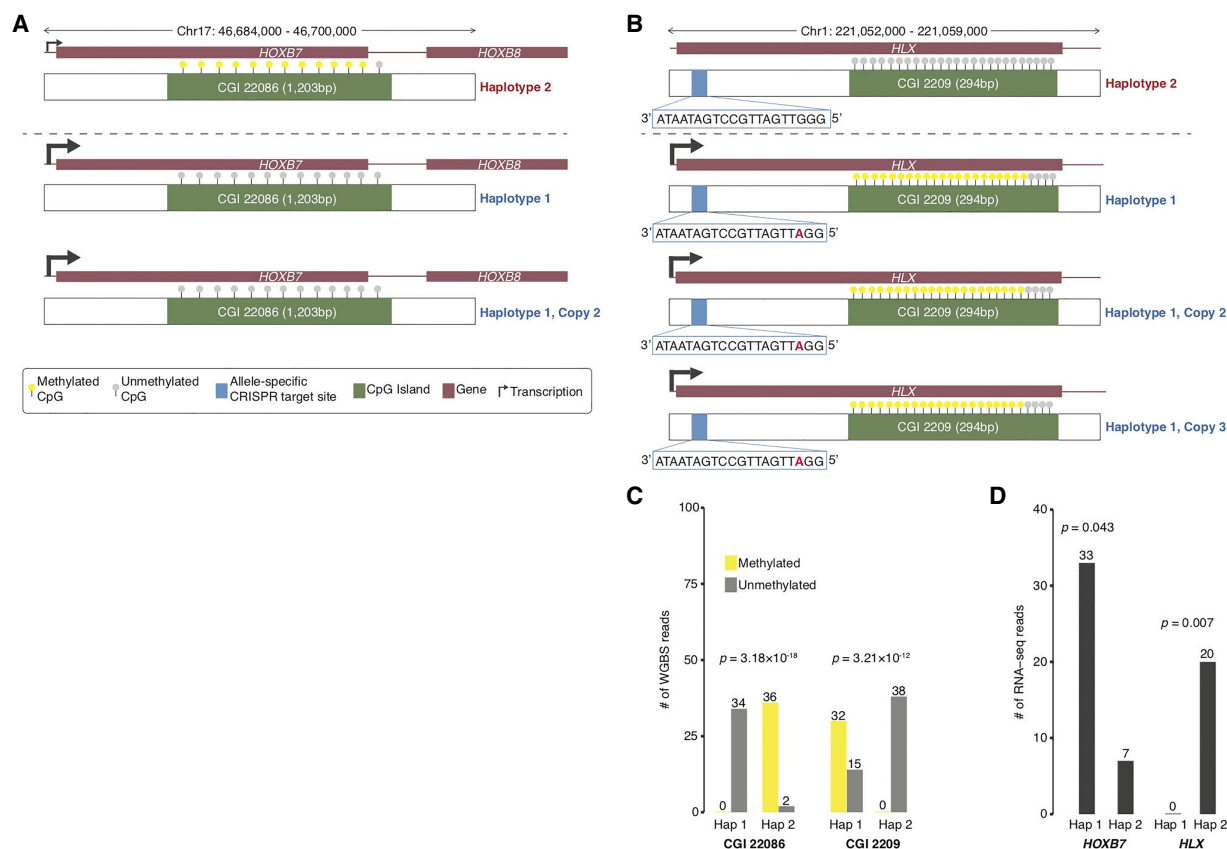 A
Chr17: 46,684,000 - 46,700,000
HOXB7
HOXB8
CGI 22086 (1,203bp)
Haplotype 2
HOXB7
HOXB8
CGI 22086 (1,203bp)
Haplotype 1
HOXB7
HOXB8
CGI 22086 (1,203bp)
Haplotype 1, Copy 2
Methylated CpG
Unmethylated CpG
Allele-specific CRISPR target site
CpG Island
Gene
Transcription
B
Chr1: 221,052,000 - 221,059,000
HLX
CGI 2209 (294bp)
Haplotype 2
3’ ATAATAGTCCGTTAGTTGGG 5’
HLX
CGI 2209 (294bp)
Haplotype 1
3’ ATAATAGTCCGTTAGTTAGG 5’
HLX
CGI 2209 (294bp)
Haplotype 1, Copy 2
3’ ATAATAGTCCGTTAGTTAGG 5’
HLX
CGI 2209 (294bp)
Haplotype 1, Copy 3
3’ ATAATAGTCCGTTAGTTAGG 5’
C
# of WGBS reads
100
75
50
25
0
Methylated
Unmethylated
p = 3.18×10⁻¹⁸
p = 3.21×10⁻¹²
0
34
36
2
32
15
0
38
Hap 1
Hap 2
Hap 1
Hap 2
CGI 22086
CGI 2209
D
# of RNA−seq reads
40
30
20
10
0
p = 0.043
33
7
p = 0.007
0
20
Hap 1
Hap 2
Hap 1
Hap 2
HOXB7
HLX